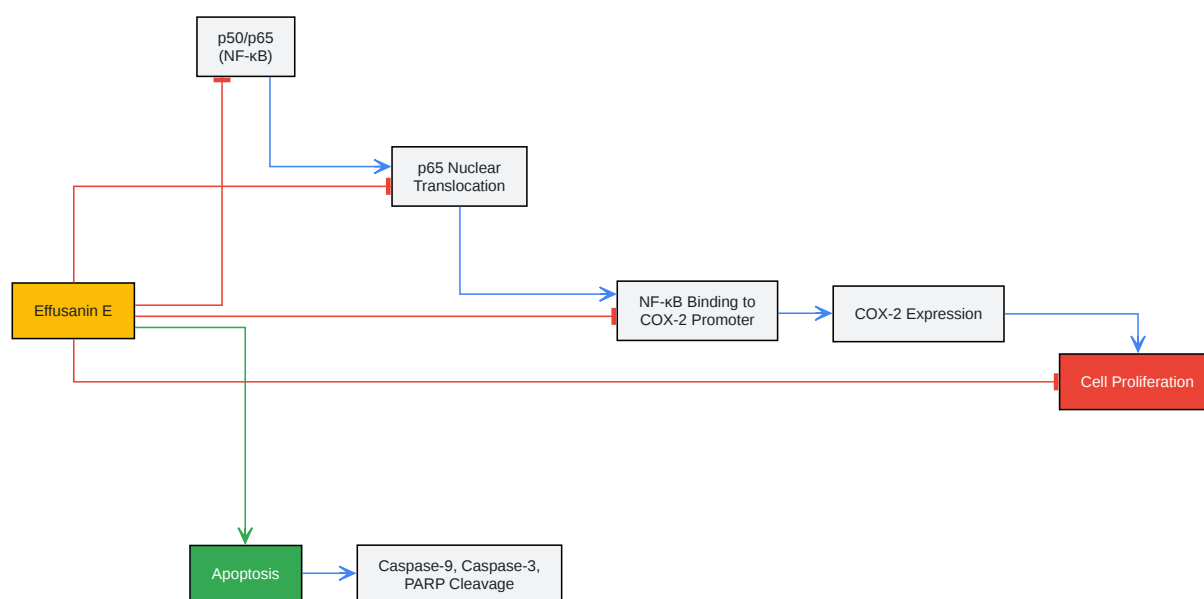 p50/p65
(NF-κB)
p65 Nuclear
Translocation
Effusanin E
NF-κB Binding to
COX-2 Promoter
COX-2 Expression
Cell Proliferation
Apoptosis
Caspase-9, Caspase-3,
PARP Cleavage